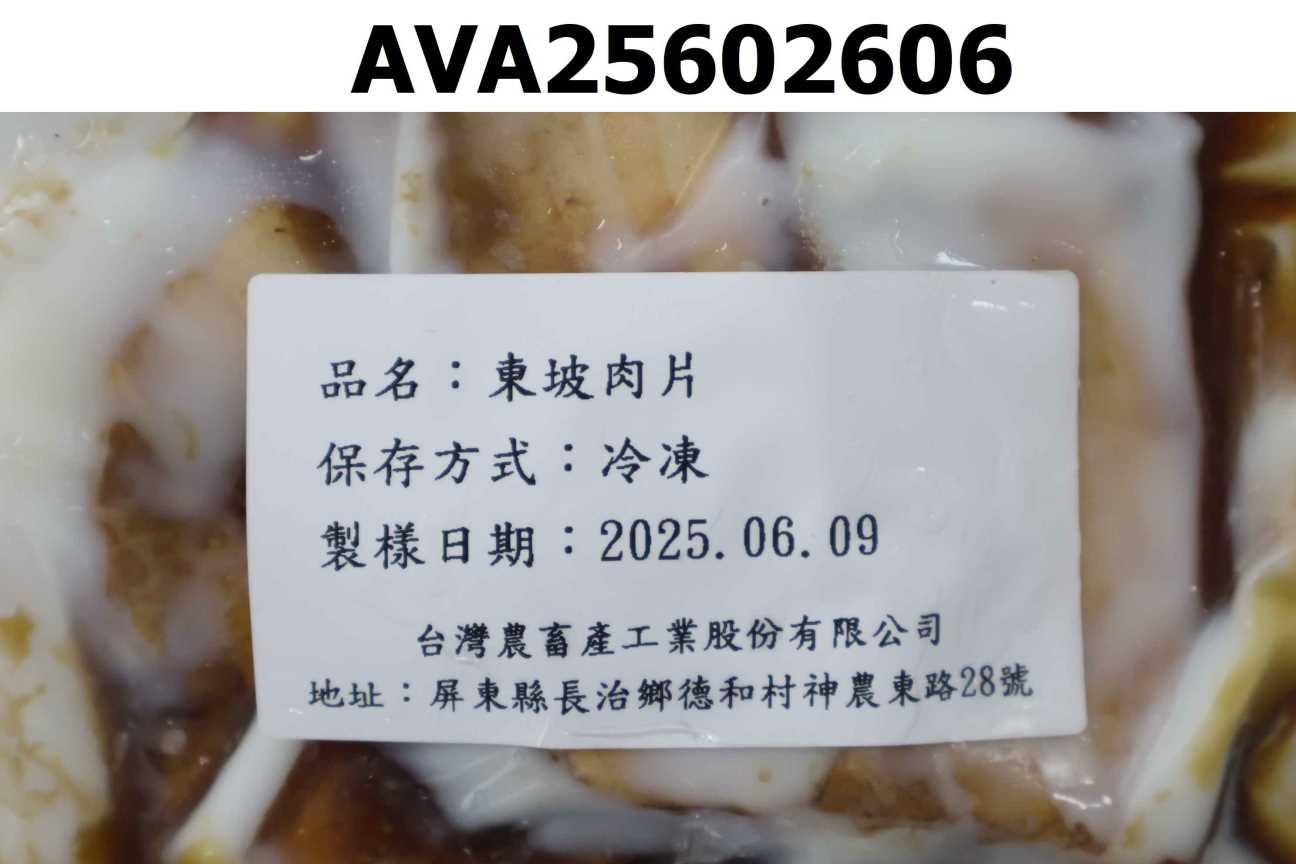 AVA25602606
品名：東坡肉片
保存方式：冷凍
製樣日期：2025.06.09
台灣農畜產工業股份有限公司
地址：屏東縣長治鄉德和村神農東路28號